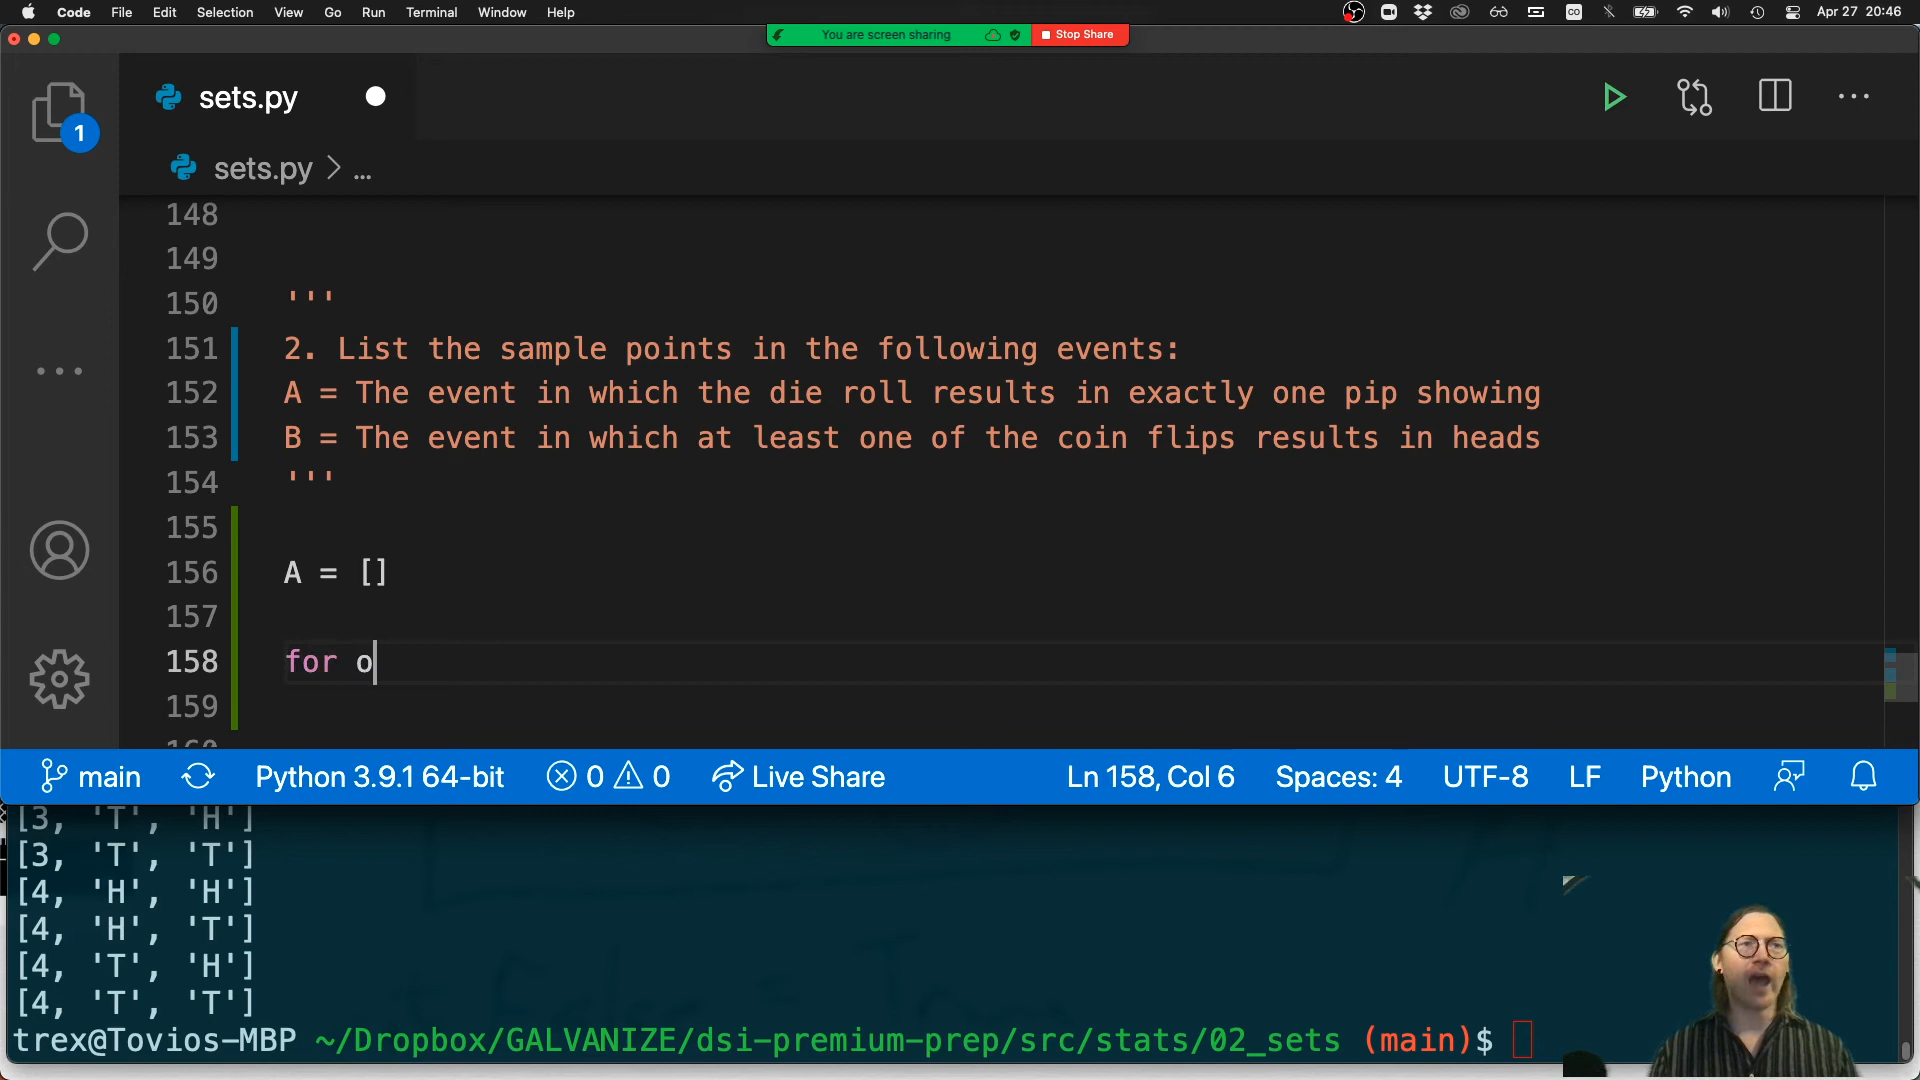 Code File Edit Selection View Go Run Terminal Window Help Apr 27 20:46
You are screen sharing Stop Share
sets.py
1
sets.py > ...
148
149
150 '''
151 2. List the sample points in the following events:
152 A = The event in which the die roll results in exactly one pip showing
153 B = The event in which at least one of the coin flips results in heads
154 '''
155
156 A = []
157
158 for o
159
160
main Python 3.9.1 64-bit 0 0 Live Share Ln 158, Col 6 Spaces: 4 UTF-8 LF Python
[3, 'T', 'H']
[3, 'T', 'T']
[4, 'H', 'H']
[4, 'H', 'T']
[4, 'T', 'H']
[4, 'T', 'T']
trex@Tovios-MBP ~/Dropbox/GALVANIZE/dsi-premium-prep/src/stats/02_sets (main)$